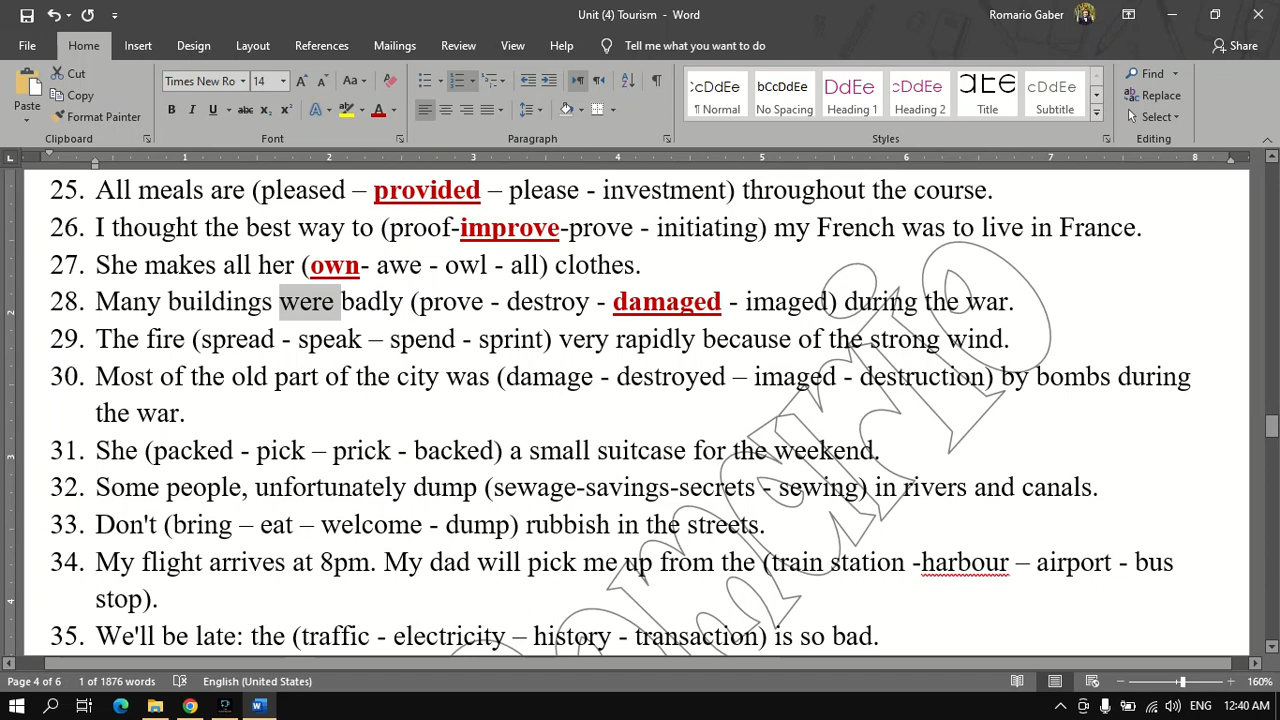 Unit (4) Tourism - Word
Romario Gaber
File Home Insert Design Layout References Mailings Review View Help Tell me what you want to do Share
Paste
Cut
Copy
Format Painter
Clipboard
Times New Ro 14
Font
Paragraph
¶ Normal
No Spacing
Heading 1
Heading 2
Title
Subtitle
Styles
Find
Replace
Select
Editing
1 2 3 4 5 6 7 8
25. All meals are (pleased – provided – please - investment) throughout the course.
26. I thought the best way to (proof-improve-prove - initiating) my French was to live in France.
27. She makes all her (own- awe - owl - all) clothes.
28. Many buildings were badly (prove - destroy - damaged - imaged) during the war.
29. The fire (spread - speak – spend - sprint) very rapidly because of the strong wind.
30. Most of the old part of the city was (damage - destroyed – imaged - destruction) by bombs during
the war.
31. She (packed - pick – prick - backed) a small suitcase for the weekend.
32. Some people, unfortunately dump (sewage-savings-secrets - sewing) in rivers and canals.
33. Don't (bring – eat – welcome - dump) rubbish in the streets.
34. My flight arrives at 8pm. My dad will pick me up from the (train station -harbour – airport - bus
stop).
35. We'll be late: the (traffic - electricity – history - transaction) is so bad.
Page 4 of 6 1 of 1876 words English (United States) 160%
ENG 12:40 AM